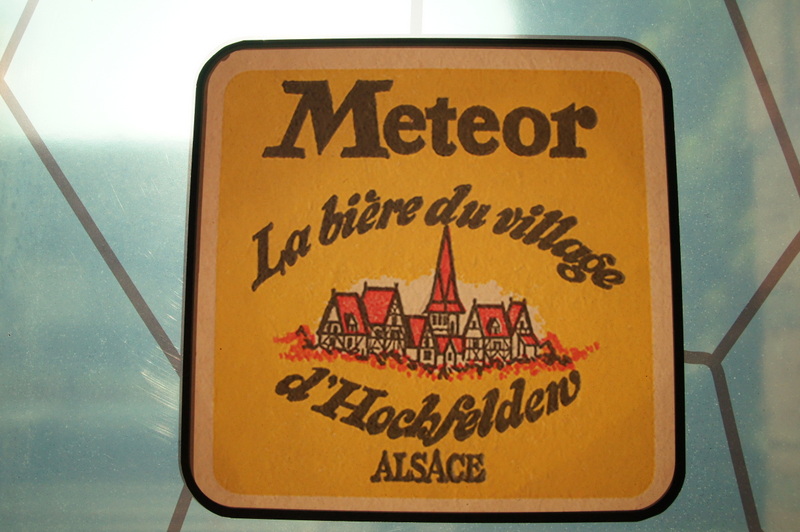 Meteor
La bière du village
d'Hochfelden
ALSACE